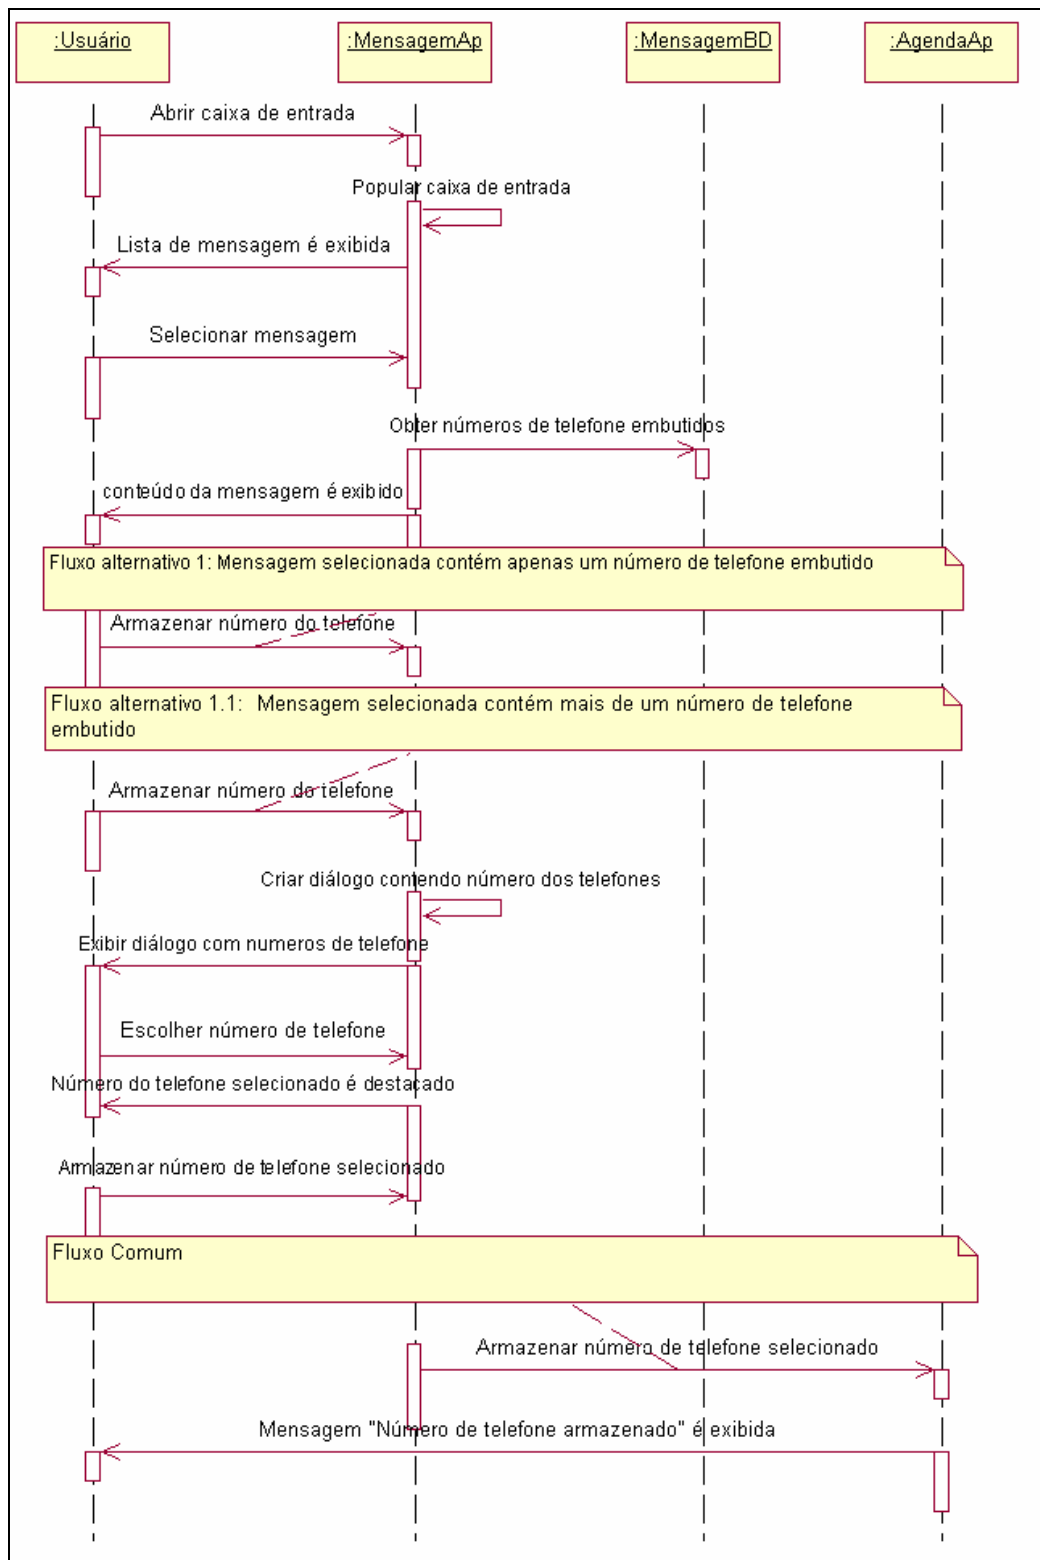 :Usuário
:MensagemAp
:MensagemBD
:AgendaAp
Abrir caixa de entrada
Popular caixa de entrada
Lista de mensagem é exibida
Selecionar mensagem
Obter números de telefone embutidos
conteúdo da mensagem é exibido
Fluxo alternativo 1: Mensagem selecionada contém apenas um número de telefone embutido
Armazenar número do telefone
Fluxo alternativo 1.1: Mensagem selecionada contém mais de um número de telefone
embutido
Armazenar número do telefone
Criar diálogo contendo número dos telefones
Exibir diálogo com numeros de telefone
Escolher número de telefone
Número do telefone selecionado é destacado
Armazenar número de telefone selecionado
Fluxo Comum
Armazenar número de telefone selecionado
Mensagem "Número de telefone armazenado" é exibida